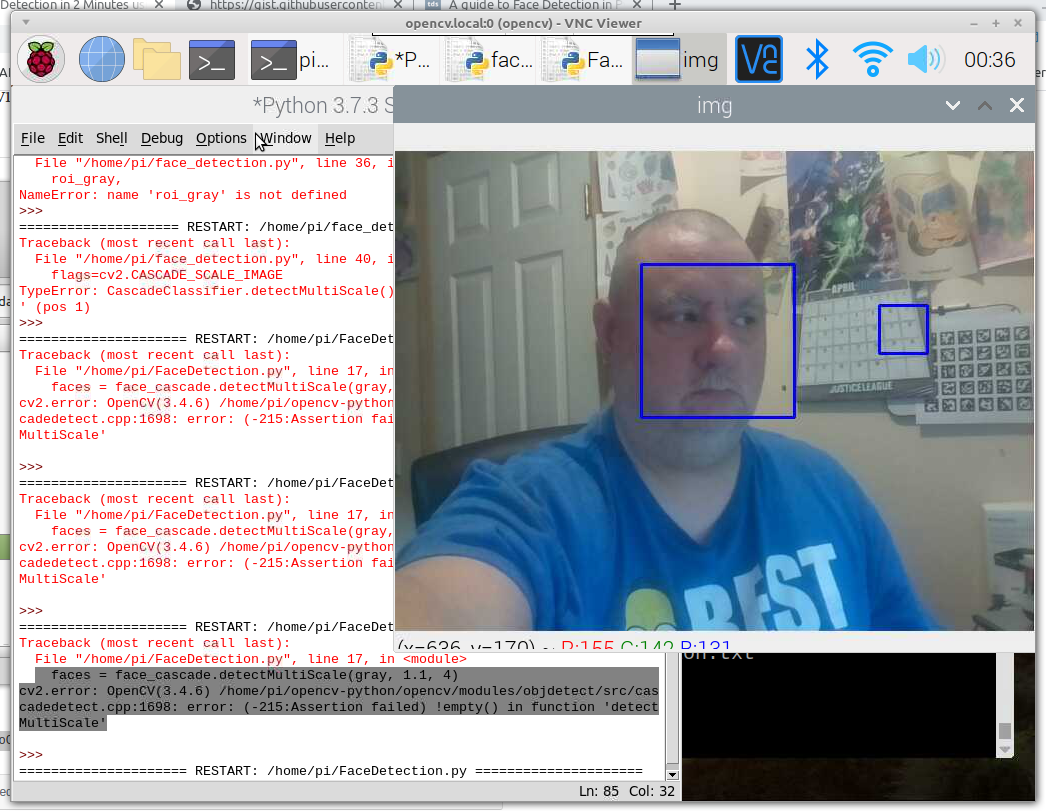 Detection in 2 Minutes us
https://gist.githubuserconten
tds
A guide to Face Detection in P
opencv.local:0 (opencv) - VNC Viewer
>_
>_ pi...
*P...
fac...
Fa...
img
00:36
*Python 3.7.3 S
img
File Edit Shell Debug Options Window Help
File "/home/pi/face_detection.py", line 36, i
roi_gray,
NameError: name 'roi_gray' is not defined
>>>
==================== RESTART: /home/pi/face_det
Traceback (most recent call last):
File "/home/pi/face_detection.py", line 40, i
flags=cv2.CASCADE_SCALE_IMAGE
TypeError: CascadeClassifier.detectMultiScale()
' (pos 1)
>>>
===================== RESTART: /home/pi/FaceDet
Traceback (most recent call last):
File "/home/pi/FaceDetection.py", line 17, in
faces = face_cascade.detectMultiScale(gray,
cv2.error: OpenCV(3.4.6) /home/pi/opencv-python
cadedetect.cpp:1698: error: (-215:Assertion fai
MultiScale'
>>>
===================== RESTART: /home/pi/FaceDet
Traceback (most recent call last):
File "/home/pi/FaceDetection.py", line 17, in
faces = face_cascade.detectMultiScale(gray,
cv2.error: OpenCV(3.4.6) /home/pi/opencv-python
cadedetect.cpp:1698: error: (-215:Assertion fai
MultiScale'
>>>
===================== RESTART: /home/pi/FaceDet
Traceback (most recent call last):
File "/home/pi/FaceDetection.py", line 17, in <module>
faces = face_cascade.detectMultiScale(gray, 1.1, 4)
cv2.error: OpenCV(3.4.6) /home/pi/opencv-python/opencv/modules/objdetect/src/cas
cadedetect.cpp:1698: error: (-215:Assertion failed) !empty() in function 'detect
MultiScale'
>>>
===================== RESTART: /home/pi/FaceDetection.py =====================
Ln: 85 Col: 32
APRIL
JUSTICE LEAGUE
BEST
(x=636, y=170) ~ R:155 G:142 B:131
on.txt